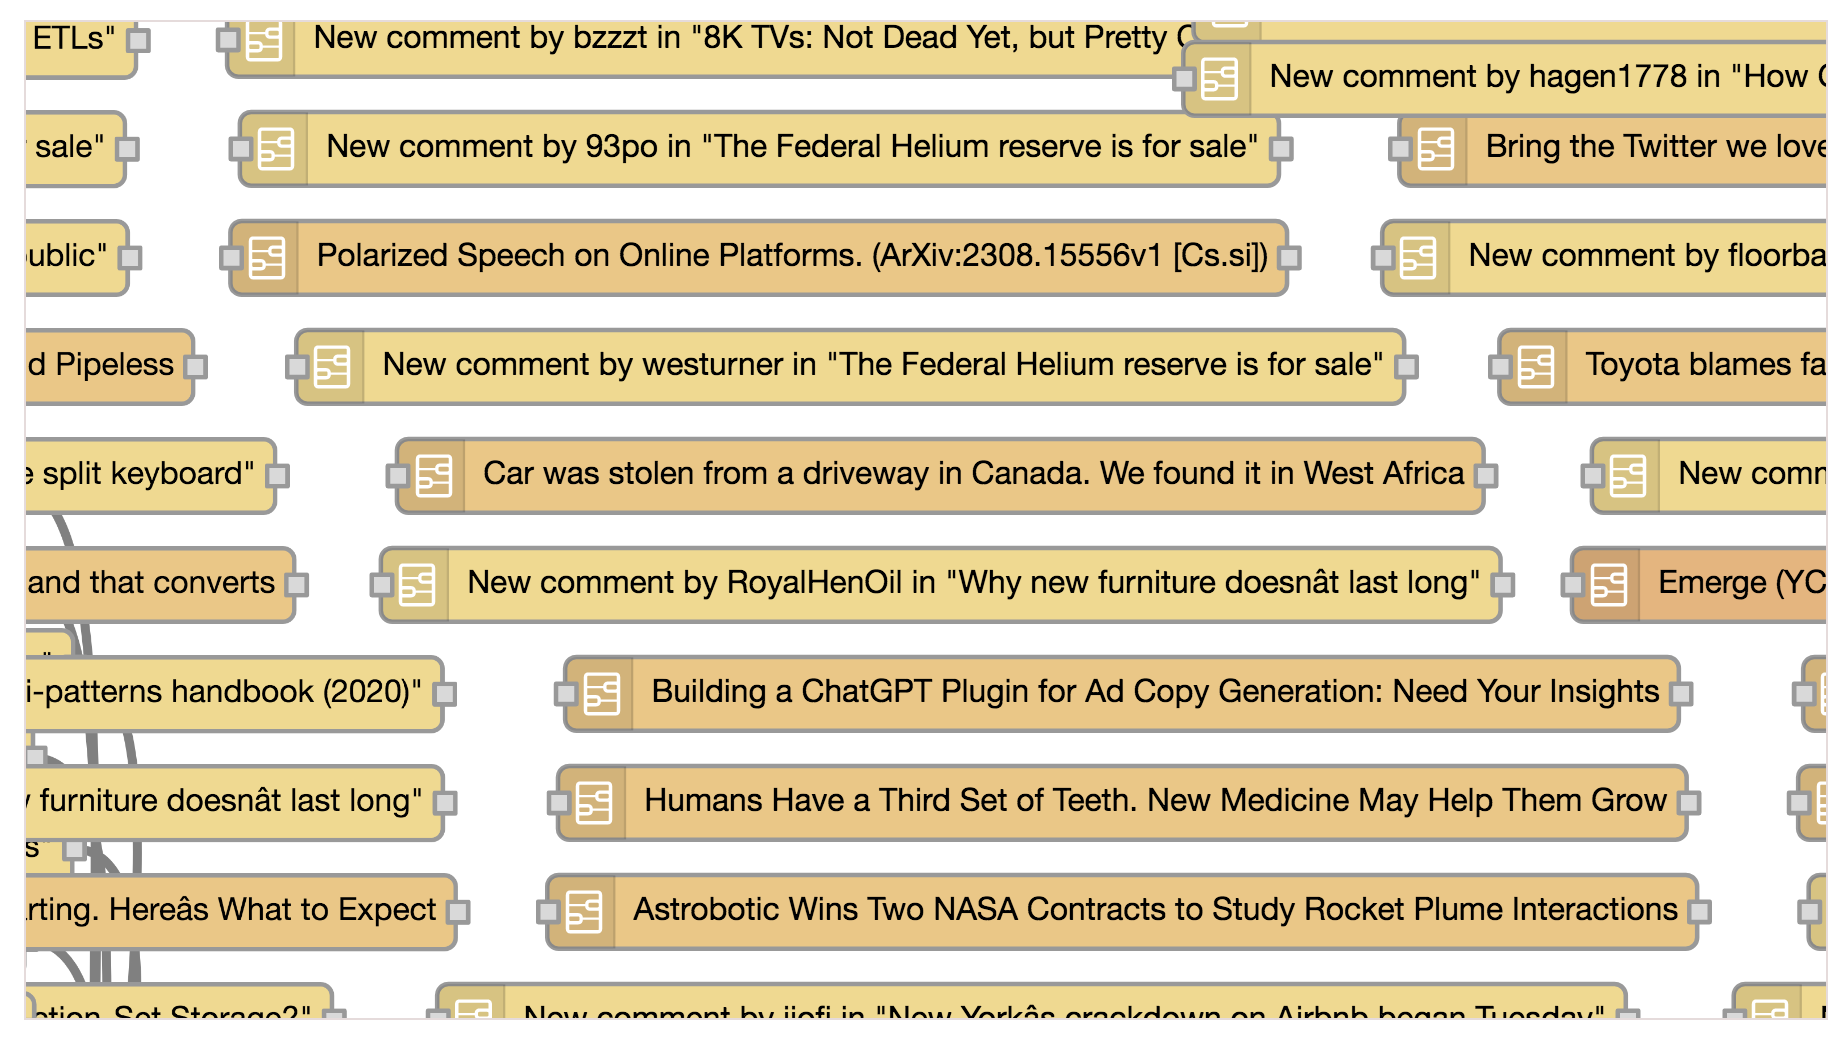 ETLs" New comment by bzzzt in "8K TVs: Not Dead Yet, but Pretty
New comment by hagen1778 in "How
sale" New comment by 93po in "The Federal Helium reserve is for sale" Bring the Twitter we love
ublic" Polarized Speech on Online Platforms. (ArXiv:2308.15556v1 [Cs.si]) New comment by floorba
d Pipeless New comment by westurner in "The Federal Helium reserve is for sale" Toyota blames fa
e split keyboard" Car was stolen from a driveway in Canada. We found it in West Africa New comm
and that converts New comment by RoyalHenOil in "Why new furniture doesnât last long" Emerge (YC
i-patterns handbook (2020)" Building a ChatGPT Plugin for Ad Copy Generation: Need Your Insights
furniture doesnât last long" Humans Have a Third Set of Teeth. New Medicine May Help Them Grow
s"
rting. Hereâs What to Expect Astrobotic Wins Two NASA Contracts to Study Rocket Plume Interactions
ction Set Storage?" New comment by jjofj in "New Yorkâs crackdown on Airbnb began Tuesday"